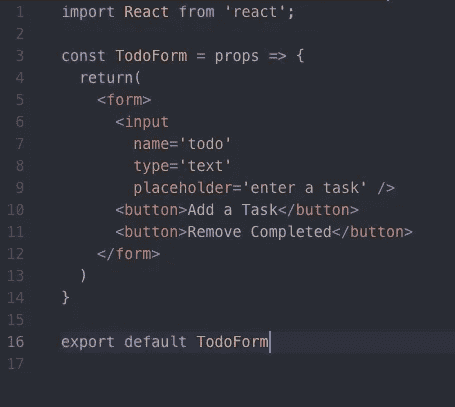 1 import React from 'react';
2
3 const TodoForm = props => {
4 return(
5 <form>
6 <input
7 name='todo'
8 type='text'
9 placeholder='enter a task' />
10 <button>Add a Task</button>
11 <button>Remove Completed</button>
12 </form>
13 )
14 }
15
16 export default TodoForm
17